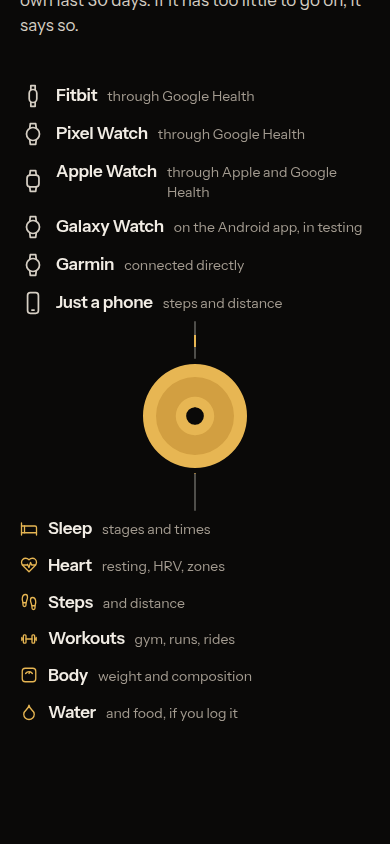 own last 30 days. If it has too little to go on, it
says so.
Fitbit through Google Health
Pixel Watch through Google Health
Apple Watch through Apple and Google
Health
Galaxy Watch on the Android app, in testing
Garmin connected directly
Just a phone steps and distance
Sleep stages and times
Heart resting, HRV, zones
Steps and distance
Workouts gym, runs, rides
Body weight and composition
Water and food, if you log it